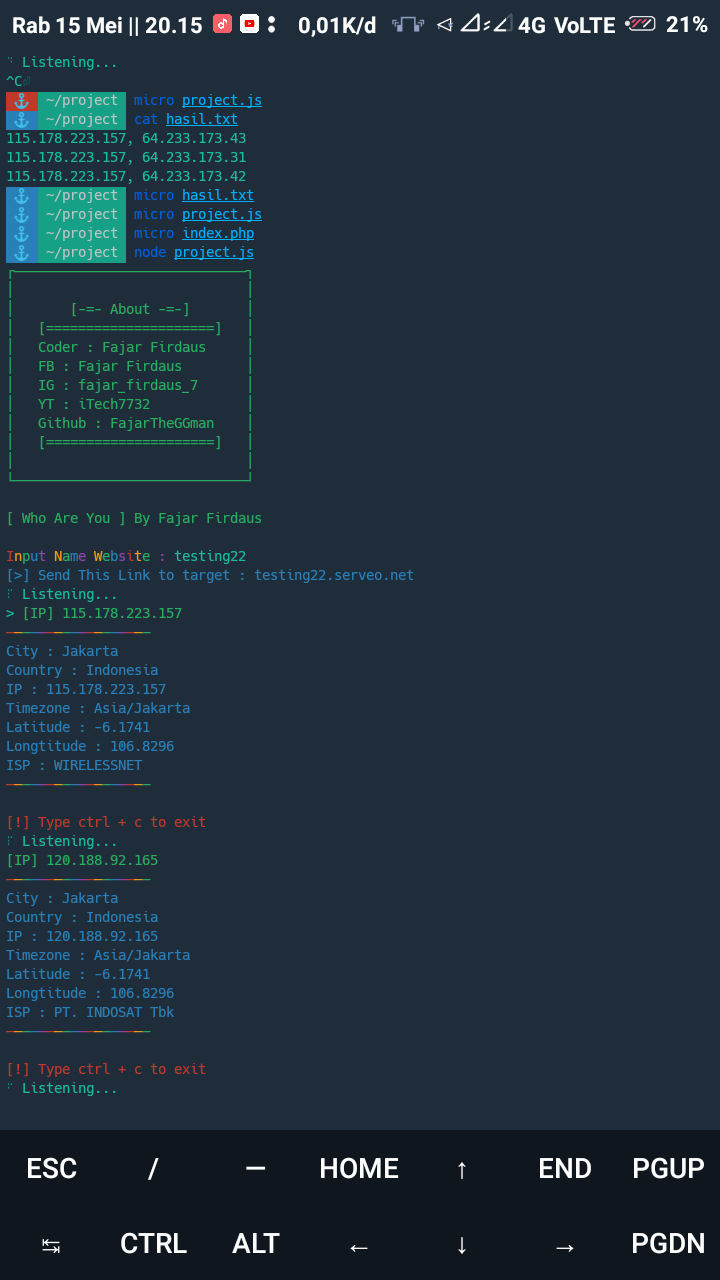 Rab 15 Mei || 20.15 0,01K/d 4G VoLTE 21%
Listening...
^C
~/project micro project.js
~/project cat hasil.txt
115.178.223.157, 64.233.173.43
115.178.223.157, 64.233.173.31
115.178.223.157, 64.233.173.42
~/project micro hasil.txt
~/project micro project.js
~/project micro index.php
~/project node project.js
[-=- About -=-]
[=====================]
Coder : Fajar Firdaus
FB : Fajar Firdaus
IG : fajar_firdaus_7
YT : iTech7732
Github : FajarTheGGman
[=====================]
[ Who Are You ] By Fajar Firdaus
Input Name Website : testing22
[>] Send This Link to target : testing22.serveo.net
Listening...
> [IP] 115.178.223.157
City : Jakarta
Country : Indonesia
IP : 115.178.223.157
Timezone : Asia/Jakarta
Latitude : -6.1741
Longtitude : 106.8296
ISP : WIRELESSNET
[!] Type ctrl + c to exit
Listening...
[IP] 120.188.92.165
City : Jakarta
Country : Indonesia
IP : 120.188.92.165
Timezone : Asia/Jakarta
Latitude : -6.1741
Longtitude : 106.8296
ISP : PT. INDOSAT Tbk
[!] Type ctrl + c to exit
Listening...
ESC / — HOME ↑ END PGUP
↹ CTRL ALT ← ↓ → PGDN